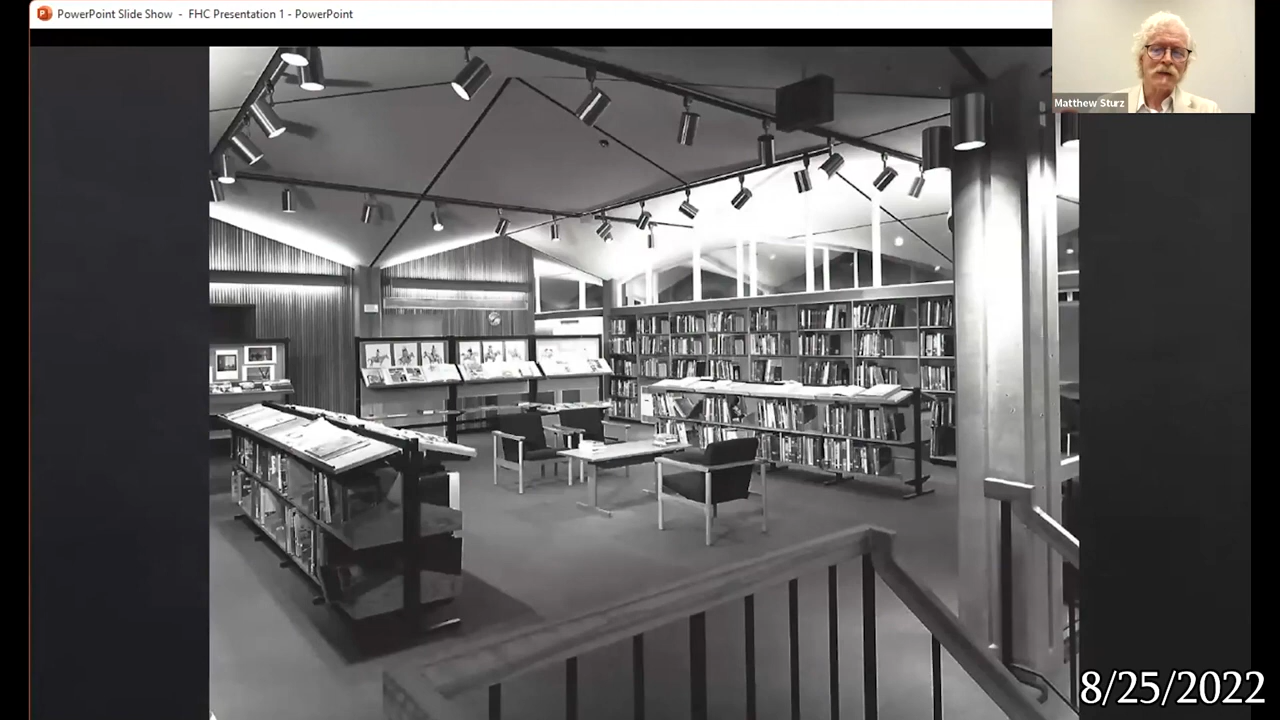 PowerPoint Slide Show - FHC Presentation 1 - PowerPoint
Matthew Sturz
8/25/2022